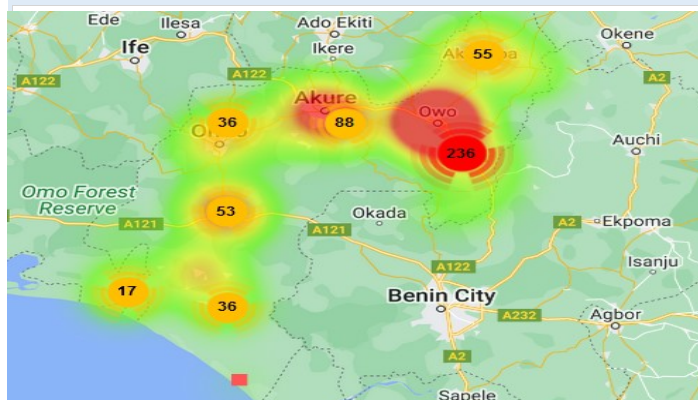 Ede
Ilesa
Ado Ekiti
Okene
Ife
Ikere
55
A122
A122
A2
Akure
36
88
Owo
236
Auchi
Omo Forest
Reserve
53
Okada
A2
Ekpoma
A121
A121
Isanju
A122
17
36
Benin City
A232
Agbor
A2
Sapele